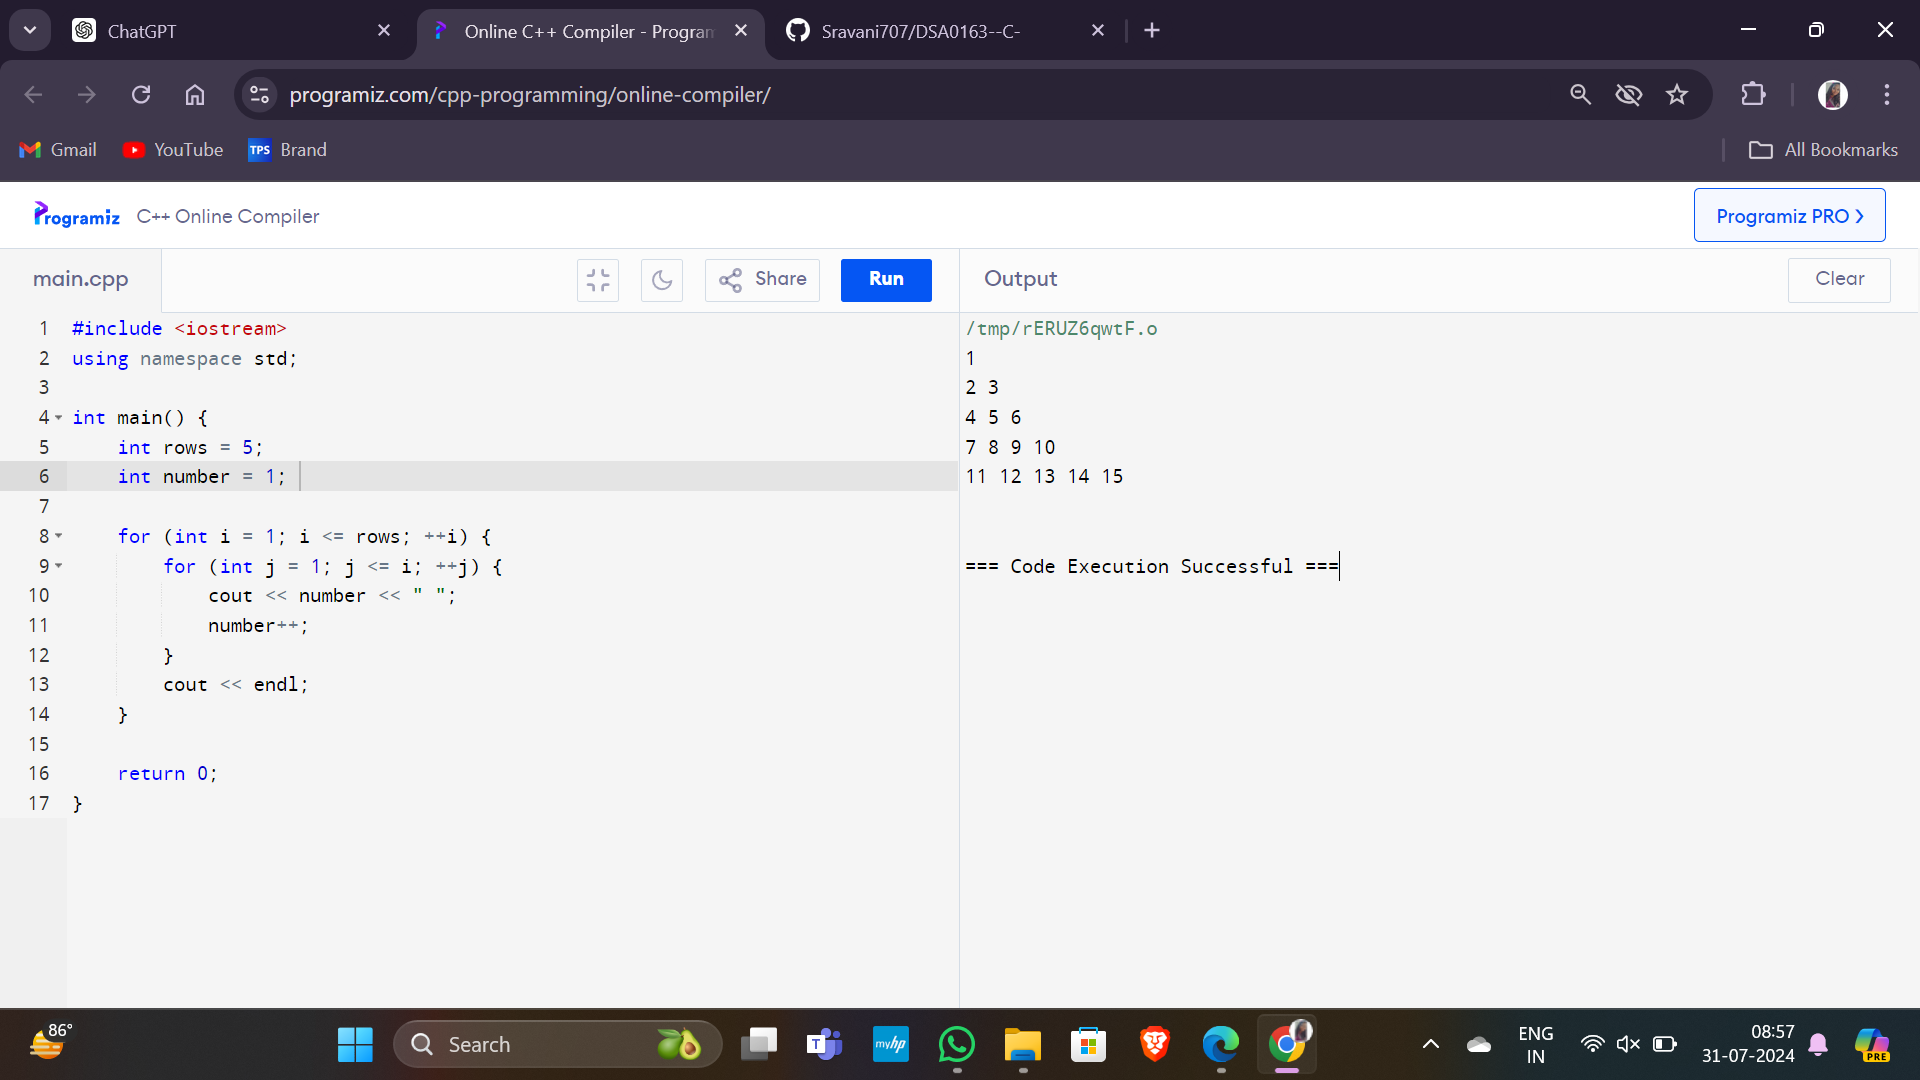 ChatGPT
Online C++ Compiler - Program
Sravani707/DSA0163--C-
programiz.com/cpp-programming/online-compiler/
Gmail
YouTube
TPS
Brand
All Bookmarks
Programiz
C++ Online Compiler
Programiz PRO >
main.cpp
Share
Run
Output
Clear
1 #include <iostream>
2 using namespace std;
3
4 int main() {
5 int rows = 5;
6 int number = 1;
7
8 for (int i = 1; i <= rows; ++i) {
9 for (int j = 1; j <= i; ++j) {
10 cout << number << " ";
11 number++;
12 }
13 cout << endl;
14 }
15
16 return 0;
17 }
/tmp/rERUZ6qwtF.o
1
2 3
4 5 6
7 8 9 10
11 12 13 14 15
=== Code Execution Successful ===
86°
Search
T
myhp
ENG
IN
08:57
31-07-2024
PRE